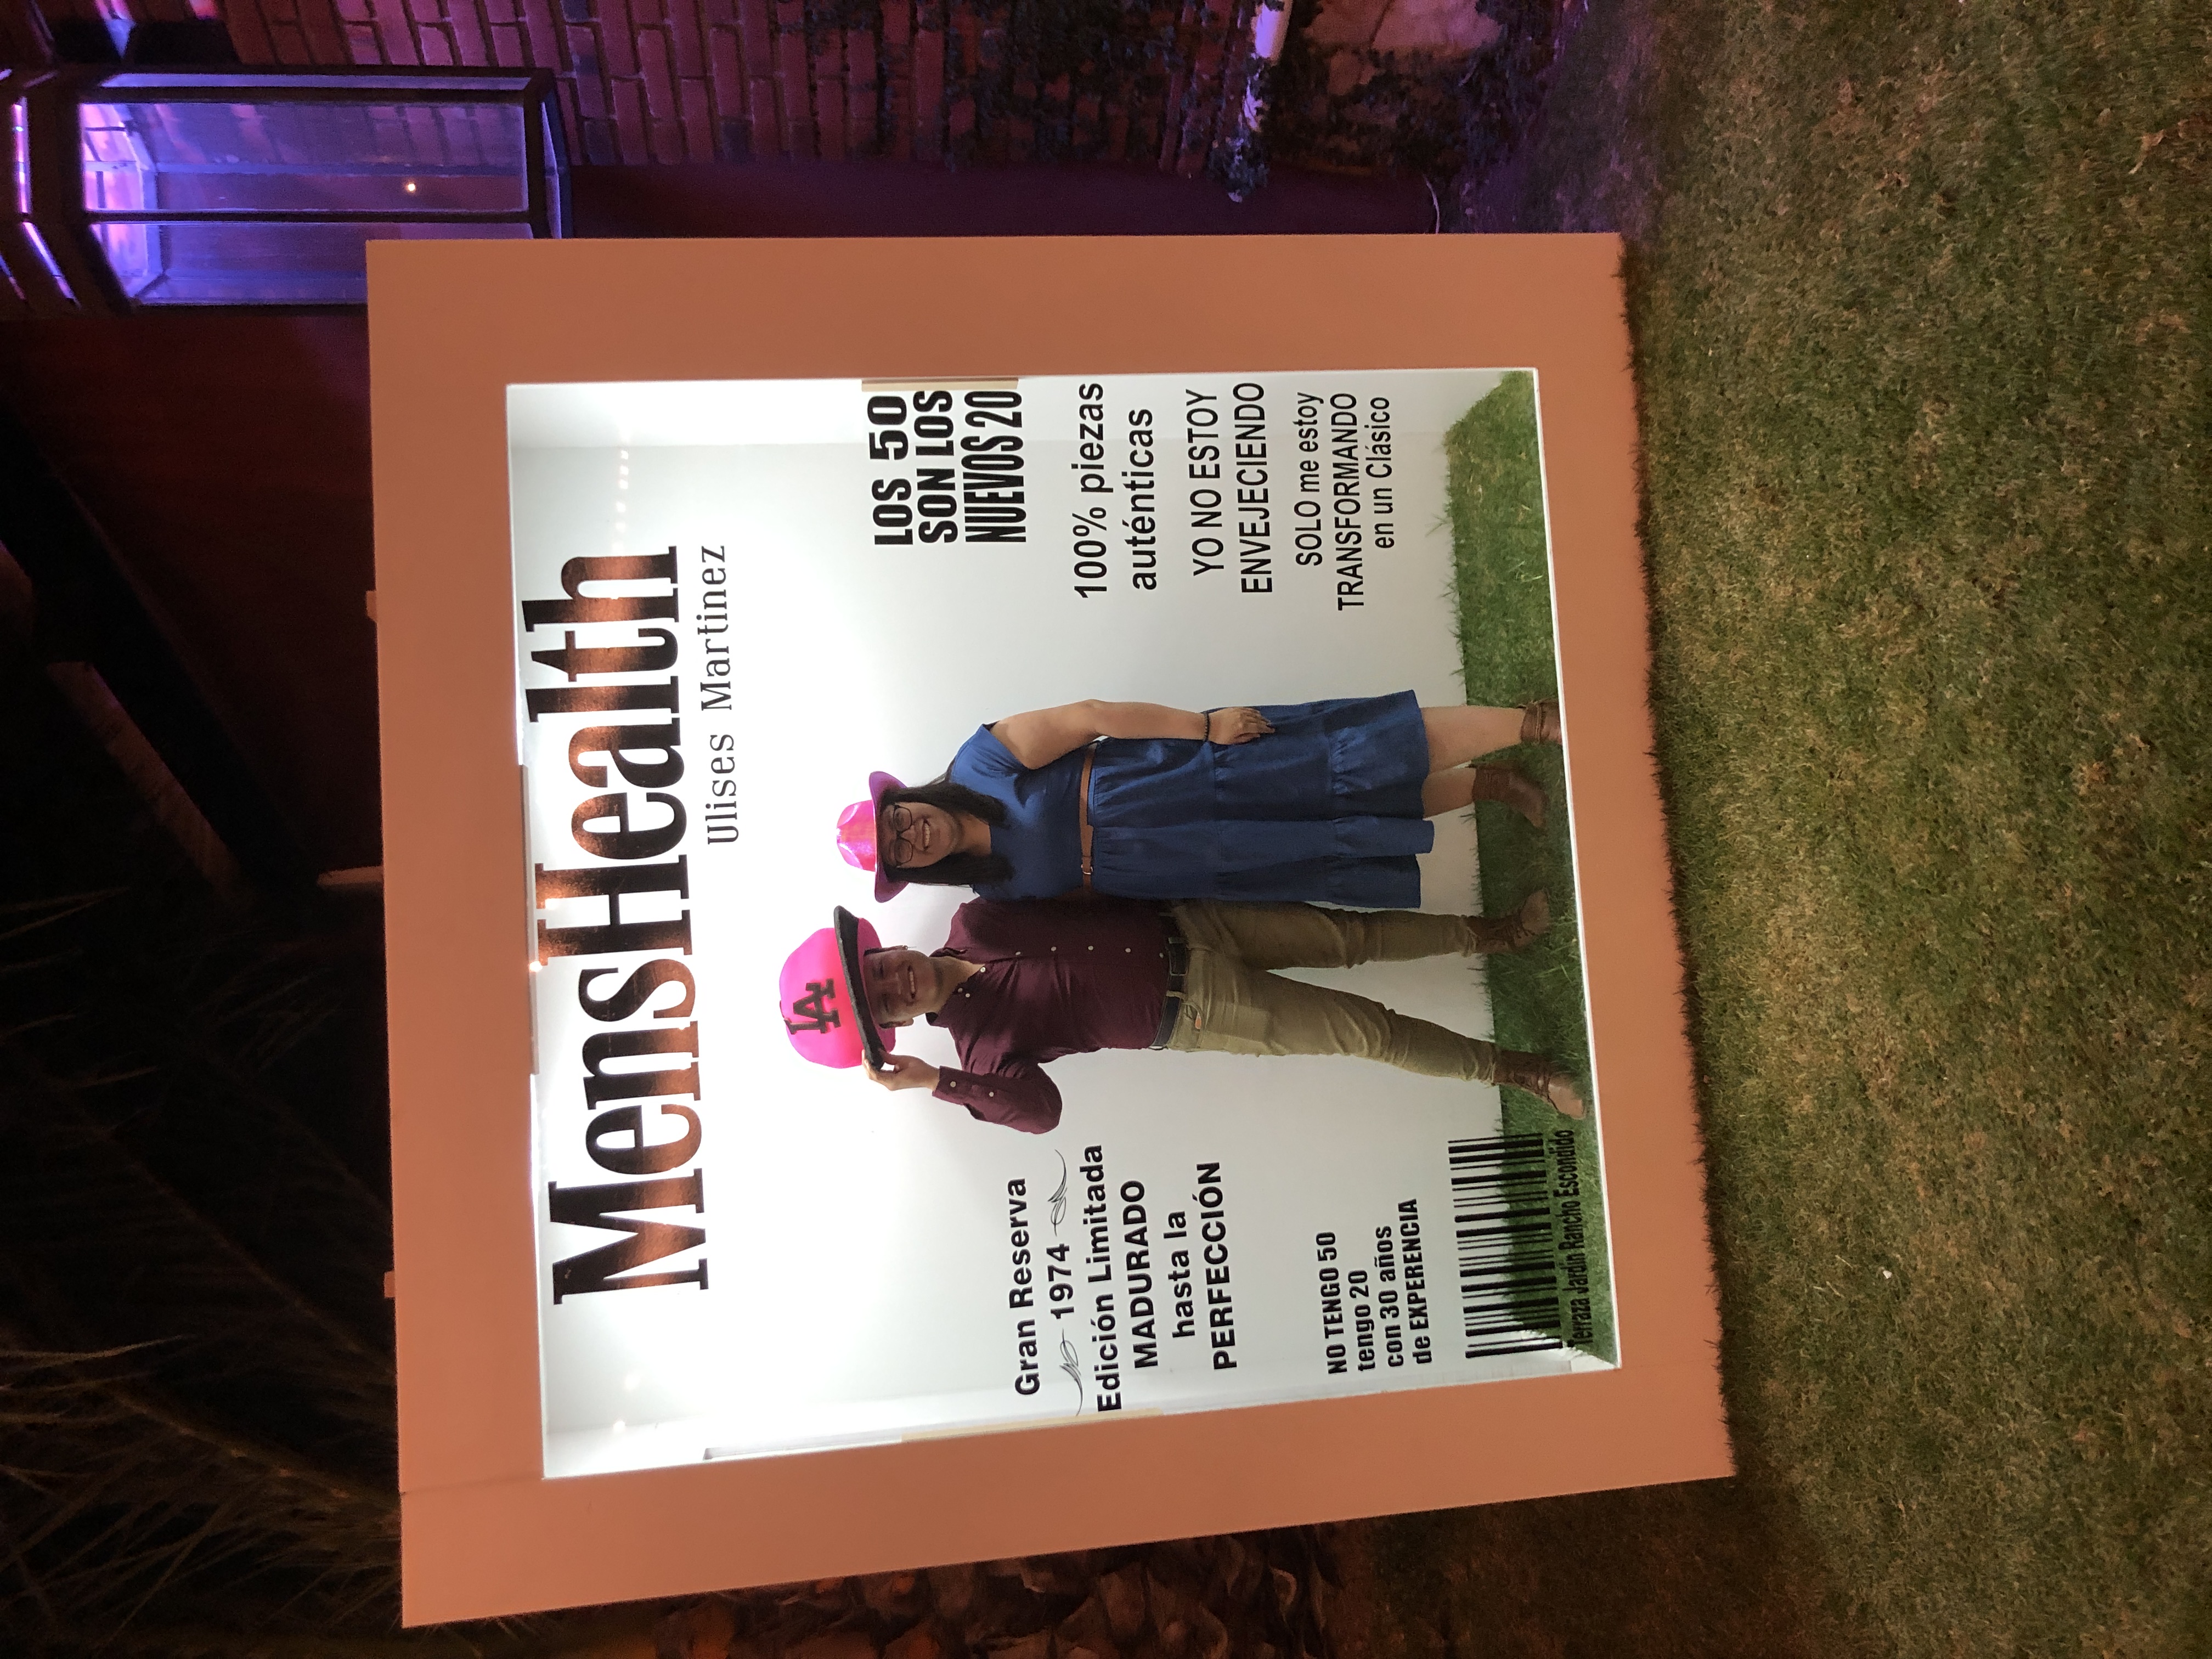 MensHealth
Ulises Martinez
LA
Gran Reserva
1974
Edición Limitada
MADURADO
hasta la
PERFECCIÓN
NO TENGO 50
tengo 20
con 30 años
de EXPERENCIA
Terraza Jardín Rancho Escondido
LOS 50
SON LOS
NUEVOS 20
100% piezas
auténticas
YO NO ESTOY
ENVEJECIENDO
SOLO me estoy
TRANSFORMANDO
en un Clásico